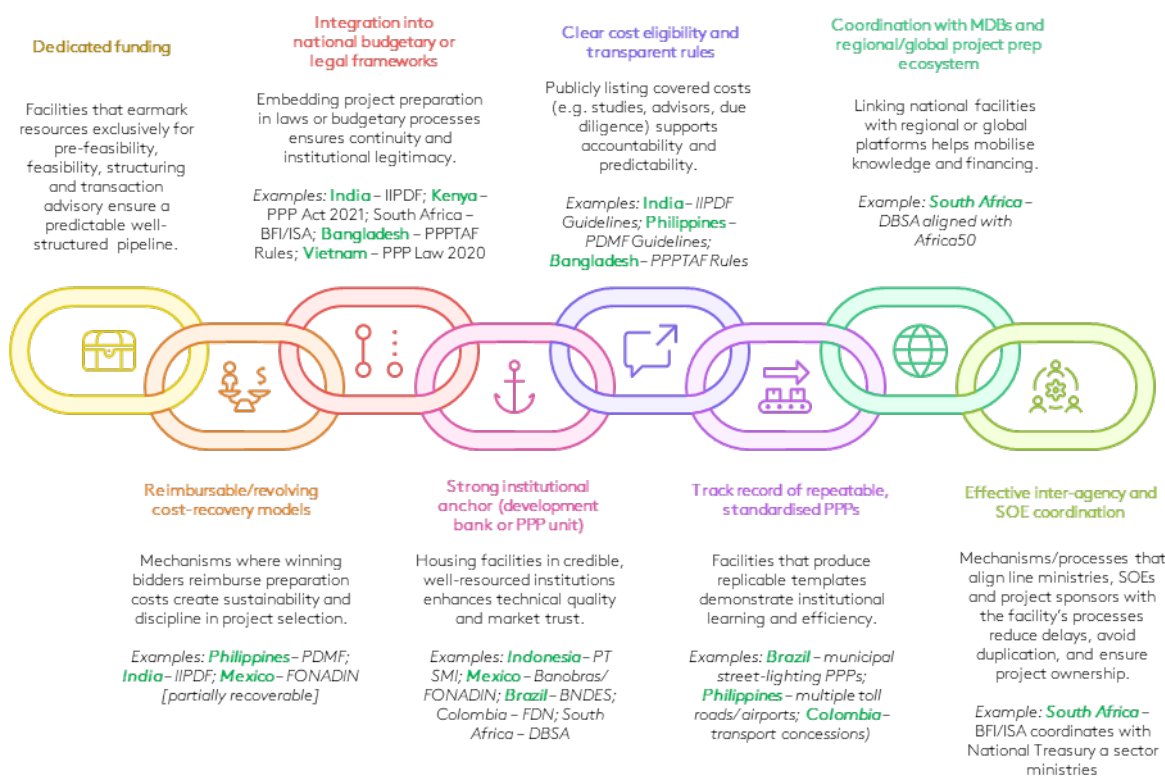 Dedicated funding
Facilities that earmark
resources exclusively for
pre-feasibility,
feasibility, structuring
and transaction
advisory ensure a
predictable well-
structured pipeline.
Integration into
national budgetary or
legal frameworks
Embedding project preparation
in laws or budgetary processes
ensures continuity and
institutional legitimacy.
Examples: India – IIPDF; Kenya –
PPP Act 2021; South Africa –
BFI/ISA; Bangladesh – PPPTAF
Rules; Vietnam – PPP Law 2020
Clear cost eligibility and
transparent rules
Publicly listing covered costs
(e.g. studies, advisors, due
diligence) supports
accountability and
predictability.
Examples: India – IIPDF
Guidelines; Philippines –
PDMF Guidelines;
Bangladesh – PPPTAF Rules
Coordination with MDBs and
regional/global project prep
ecosystem
Linking national facilities
with regional or global
platforms helps mobilise
knowledge and financing.
Example: South Africa –
DBSA aligned with
Africa50
$
Reimbursable/revolving
cost-recovery models
Mechanisms where winning
bidders reimburse preparation
costs create sustainability and
discipline in project selection.
Examples: Philippines – PDMF;
India – IIPDF; Mexico – FONADIN
[partially recoverable]
Strong institutional
anchor (development
bank or PPP unit)
Housing facilities in credible,
well-resourced institutions
enhances technical quality
and market trust.
Examples: Indonesia – PT
SMI; Mexico – Banobras/
FONADIN; Brazil – BNDES;
Colombia – FDN; South
Africa – DBSA
Track record of repeatable,
standardised PPPs
Facilities that produce
replicable templates
demonstrate institutional
learning and efficiency.
Examples: Brazil – municipal
street-lighting PPPs;
Philippines – multiple toll
roads/airports; Colombia –
transport concessions)
Effective inter-agency and
SOE coordination
Mechanisms/processes that
align line ministries, SOEs
and project sponsors with
the facility's processes
reduce delays, avoid
duplication, and ensure
project ownership.
Example: South Africa –
BFI/ISA coordinates with
National Treasury a sector
ministries